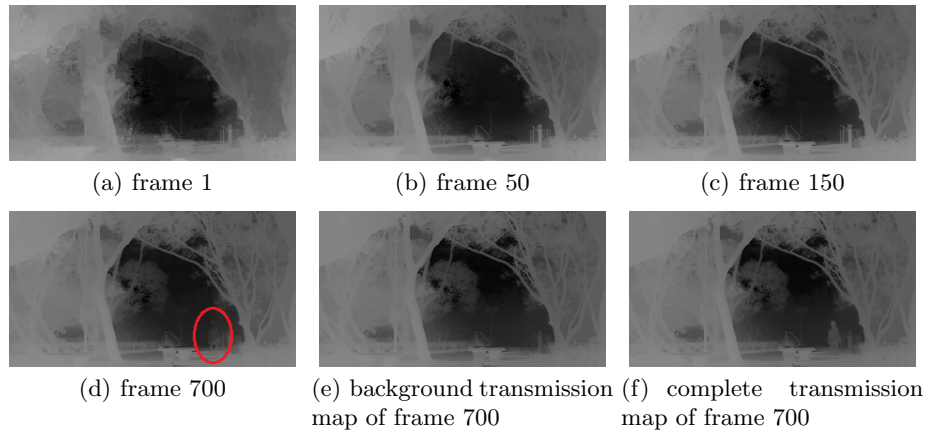 (a) frame 1
(b) frame 50
(c) frame 150
(d) frame 700
(e) background transmission
map of frame 700
(f) complete transmission
map of frame 700